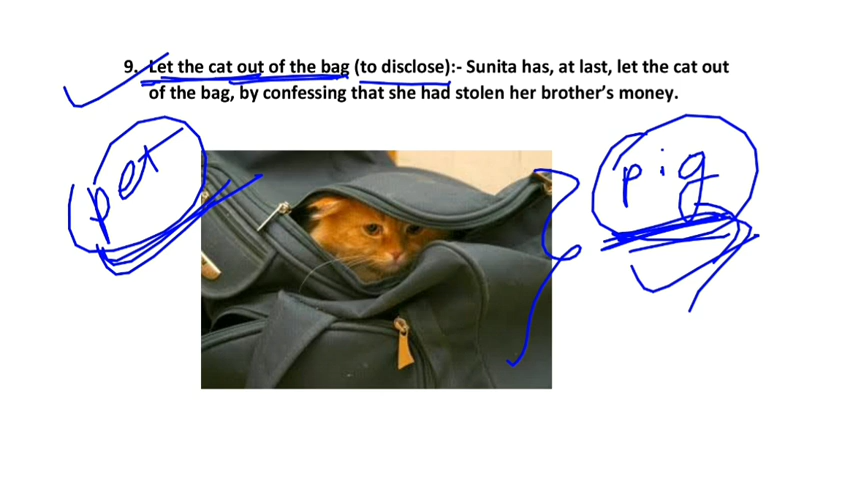 9. Let the cat out of the bag (to disclose):- Sunita has, at last, let the cat out
of the bag, by confessing that she had stolen her brother's money.
pet
pig